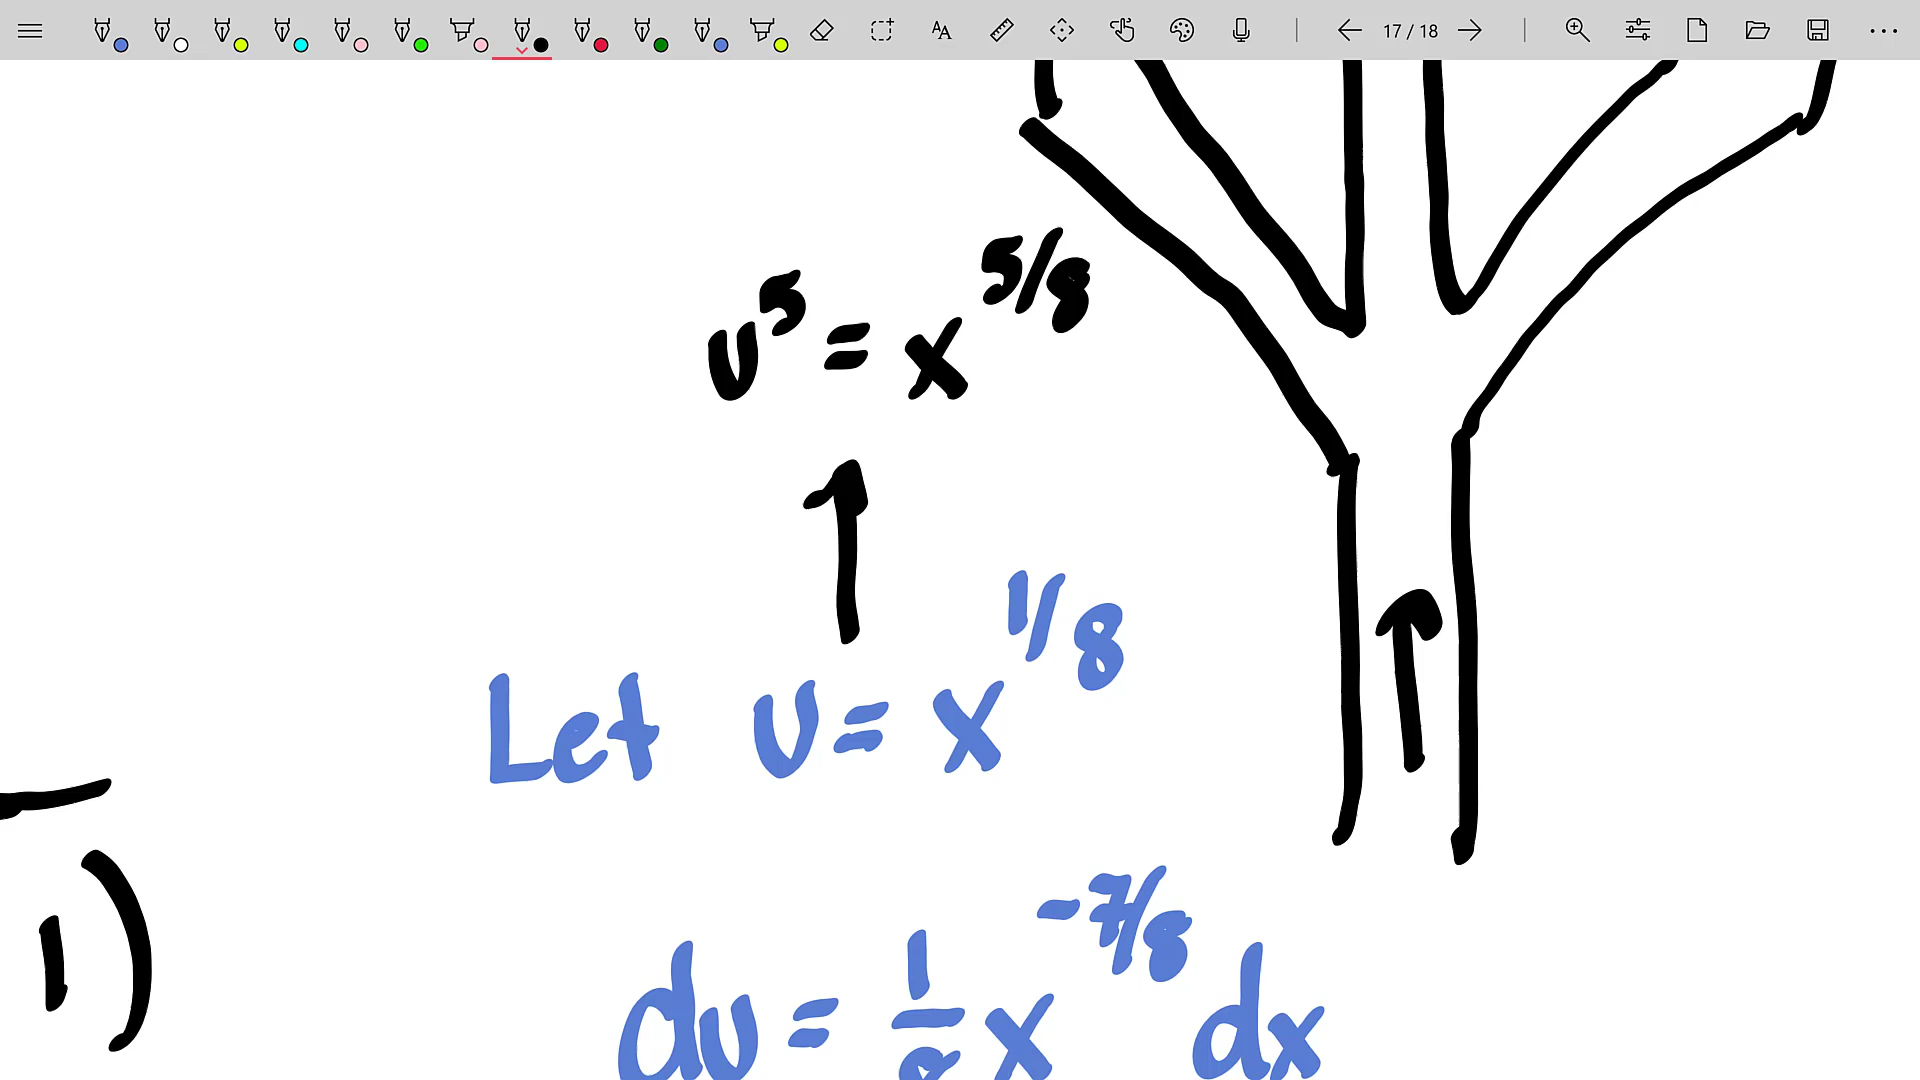 17 / 18
u⁵ = x^5/8
Let u = x^1/8
1)
du = 1/8 x^-7/8 dx